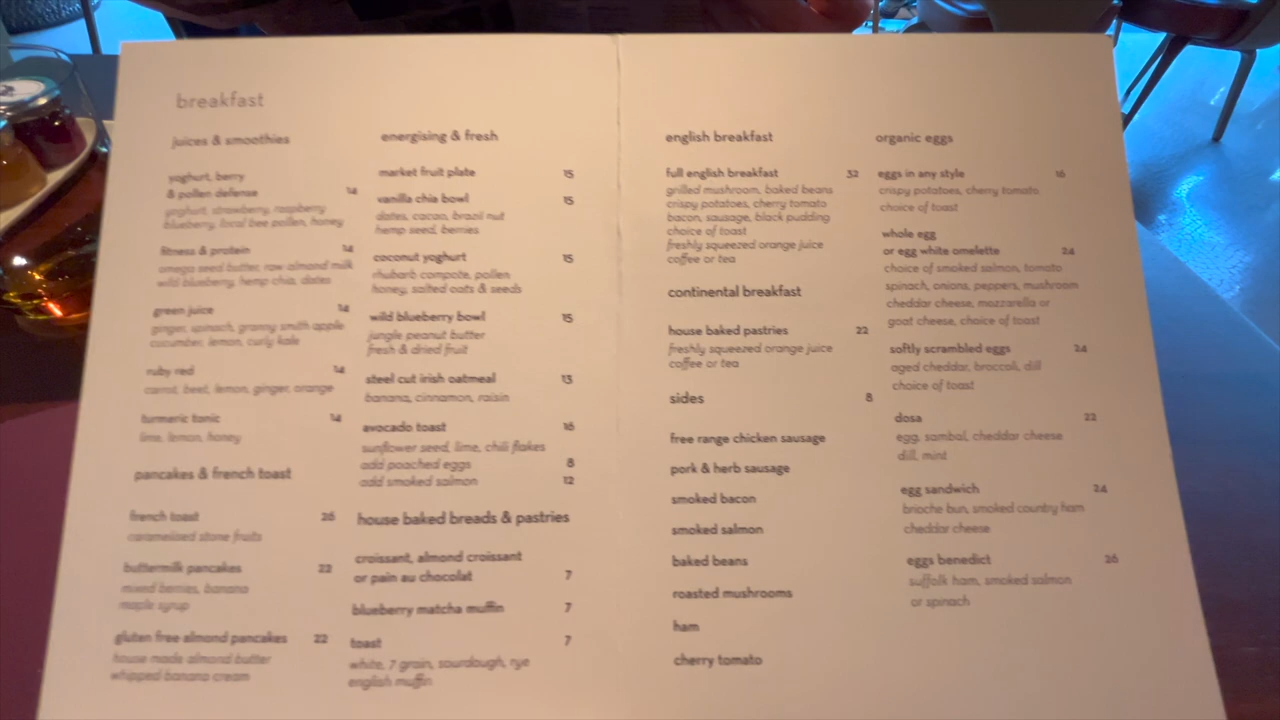 breakfast
juices & smoothies
yoghurt, berry
& pollen defense 14
yoghurt, strawberry, raspberry
blueberry, local bee pollen, honey
fitness & protein 14
omega seed butter, raw almond milk
wild blueberry, hemp chia, dates
green juice 14
ginger, spinach, granny smith apple
cucumber, lemon, curly kale
ruby red 14
carrot, beet, lemon, ginger, orange
turmeric tonic 14
lime, lemon, honey
pancakes & french toast
french toast 26
caramelised stone fruits
buttermilk pancakes 22
mixed berries, banana
maple syrup
gluten free almond pancakes 22
house made almond butter
whipped banana cream
energising & fresh
market fruit plate 15
vanilla chia bowl 15
dates, cacao, brazil nut
hemp seed, berries
coconut yoghurt 15
rhubarb compote, pollen
honey, salted oats & seeds
wild blueberry bowl 15
jungle peanut butter
fresh & dried fruit
steel cut irish oatmeal 13
banana, cinnamon, raisin
avocado toast 16
sunflower seed, lime, chili flakes
add poached eggs 8
add smoked salmon 12
house baked breads & pastries
croissant, almond croissant
or pain au chocolat 7
blueberry matcha muffin 7
toast 7
white, 7 grain, sourdough, rye
english muffin
english breakfast
full english breakfast 32
grilled mushroom, baked beans
crispy potatoes, cherry tomato
bacon, sausage, black pudding
choice of toast
freshly squeezed orange juice
coffee or tea
continental breakfast
house baked pastries 22
freshly squeezed orange juice
coffee or tea
sides 8
free range chicken sausage
pork & herb sausage
smoked bacon
smoked salmon
baked beans
roasted mushrooms
ham
cherry tomato
organic eggs
eggs in any style 16
crispy potatoes, cherry tomato
choice of toast
whole egg
or egg white omelette 24
choice of smoked salmon, tomato
spinach, onions, peppers, mushroom
cheddar cheese, mozzarella or
goat cheese, choice of toast
softly scrambled eggs 24
aged cheddar, broccoli, dill
choice of toast
dosa 22
egg, sambal, cheddar cheese
dill, mint
egg sandwich 24
brioche bun, smoked country ham
cheddar cheese
eggs benedict 26
suffolk ham, smoked salmon
or spinach